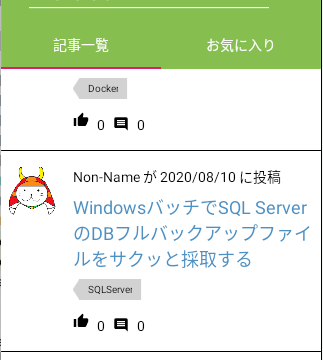 記事一覧 お気に入り
Docker
0 0
Non-Name が 2020/08/10 に投稿
WindowsバッチでSQL Server
のDBフルバックアップファイ
ルをサクッと採取する
SQLServer
0 0